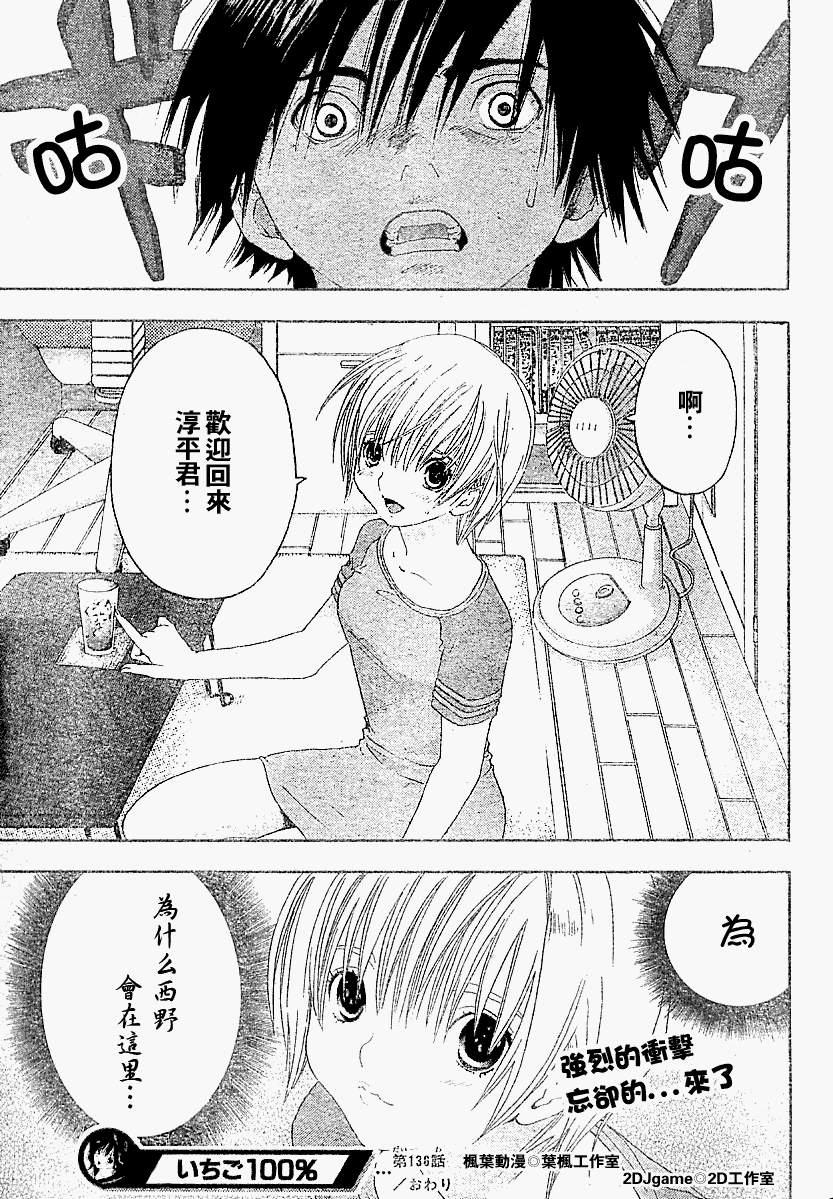 咕
咕
啊…
歡迎回來
淳平君…
為
為什么西野
會在這里…
強烈的衝擊
忘卻的...來了
いちご100%
…
第136話
／おわり
楓葉動漫◎葉楓工作室
2DJgame◎2D工作室